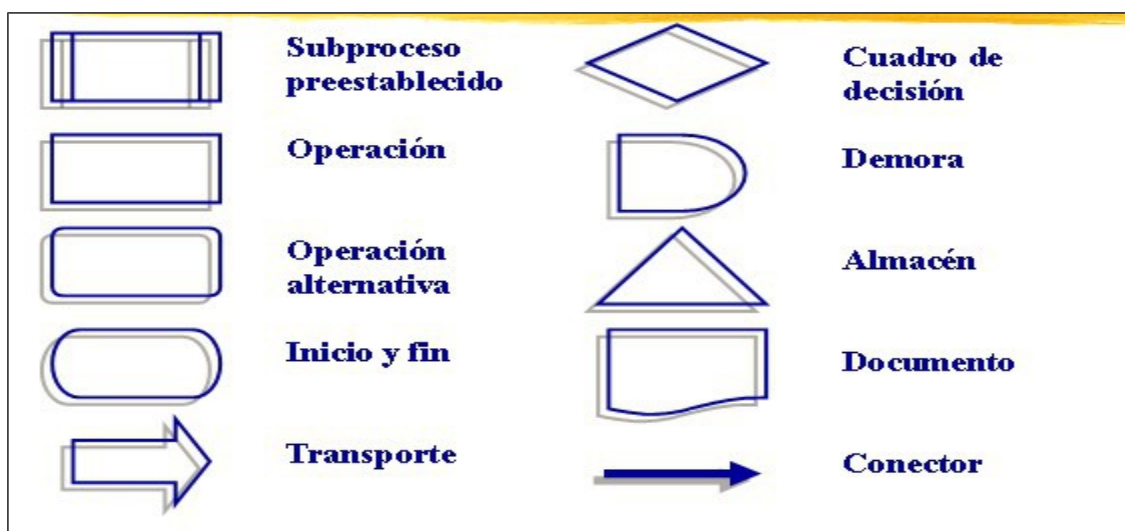 Subproceso
preestablecido
Operación
Operación
alternativa
Inicio y fin
Transporte
Cuadro de
decisión
Demora
Almacén
Documento
Conector